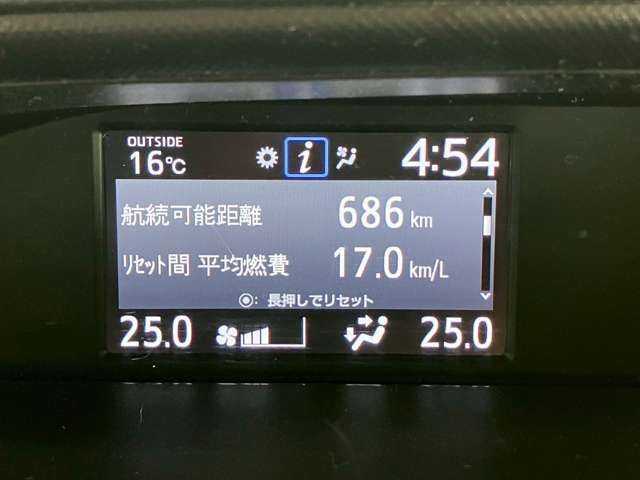 OUTSIDE
16℃ i 4:54
航続可能距離 686 km
ﾘｾｯﾄ間 平均燃費 17.0 km/L
◉: 長押しでリセット
25.0 25.0